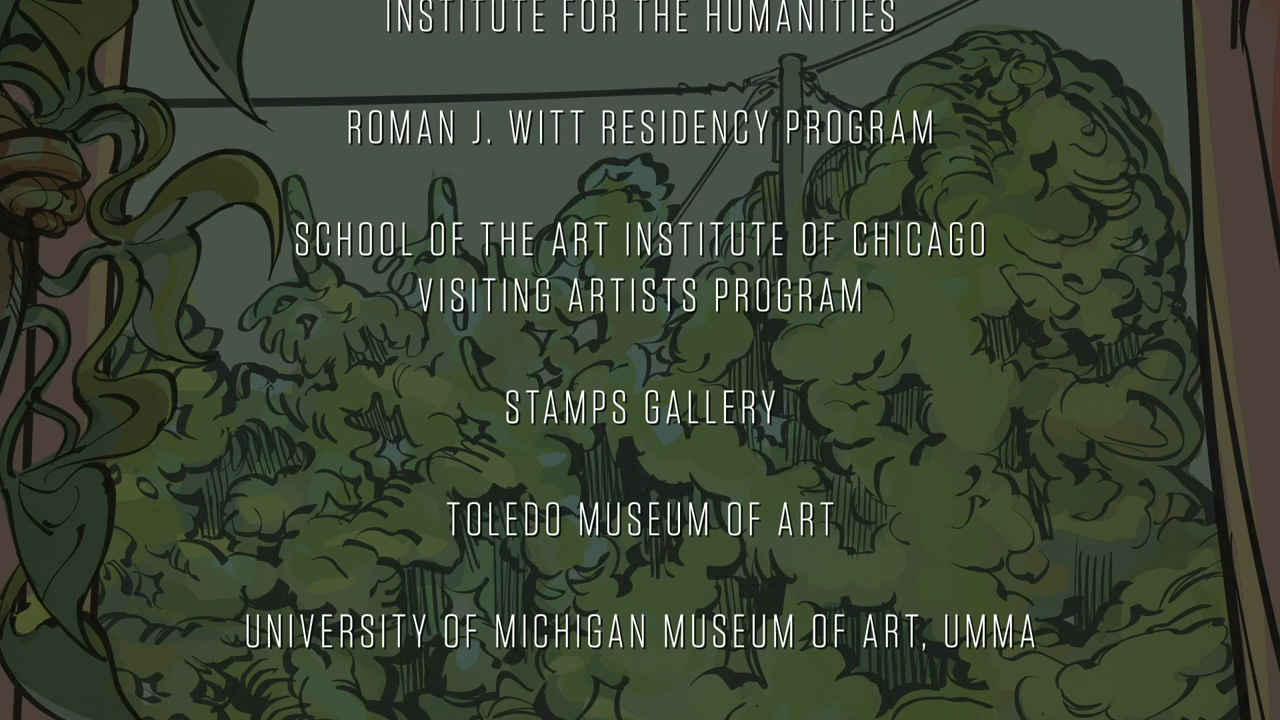 INSTITUTE FOR THE HUMANITIES
ROMAN J. WITT RESIDENCY PROGRAM
SCHOOL OF THE ART INSTITUTE OF CHICAGO
VISITING ARTISTS PROGRAM
STAMPS GALLERY
TOLEDO MUSEUM OF ART
UNIVERSITY OF MICHIGAN MUSEUM OF ART, UMMA